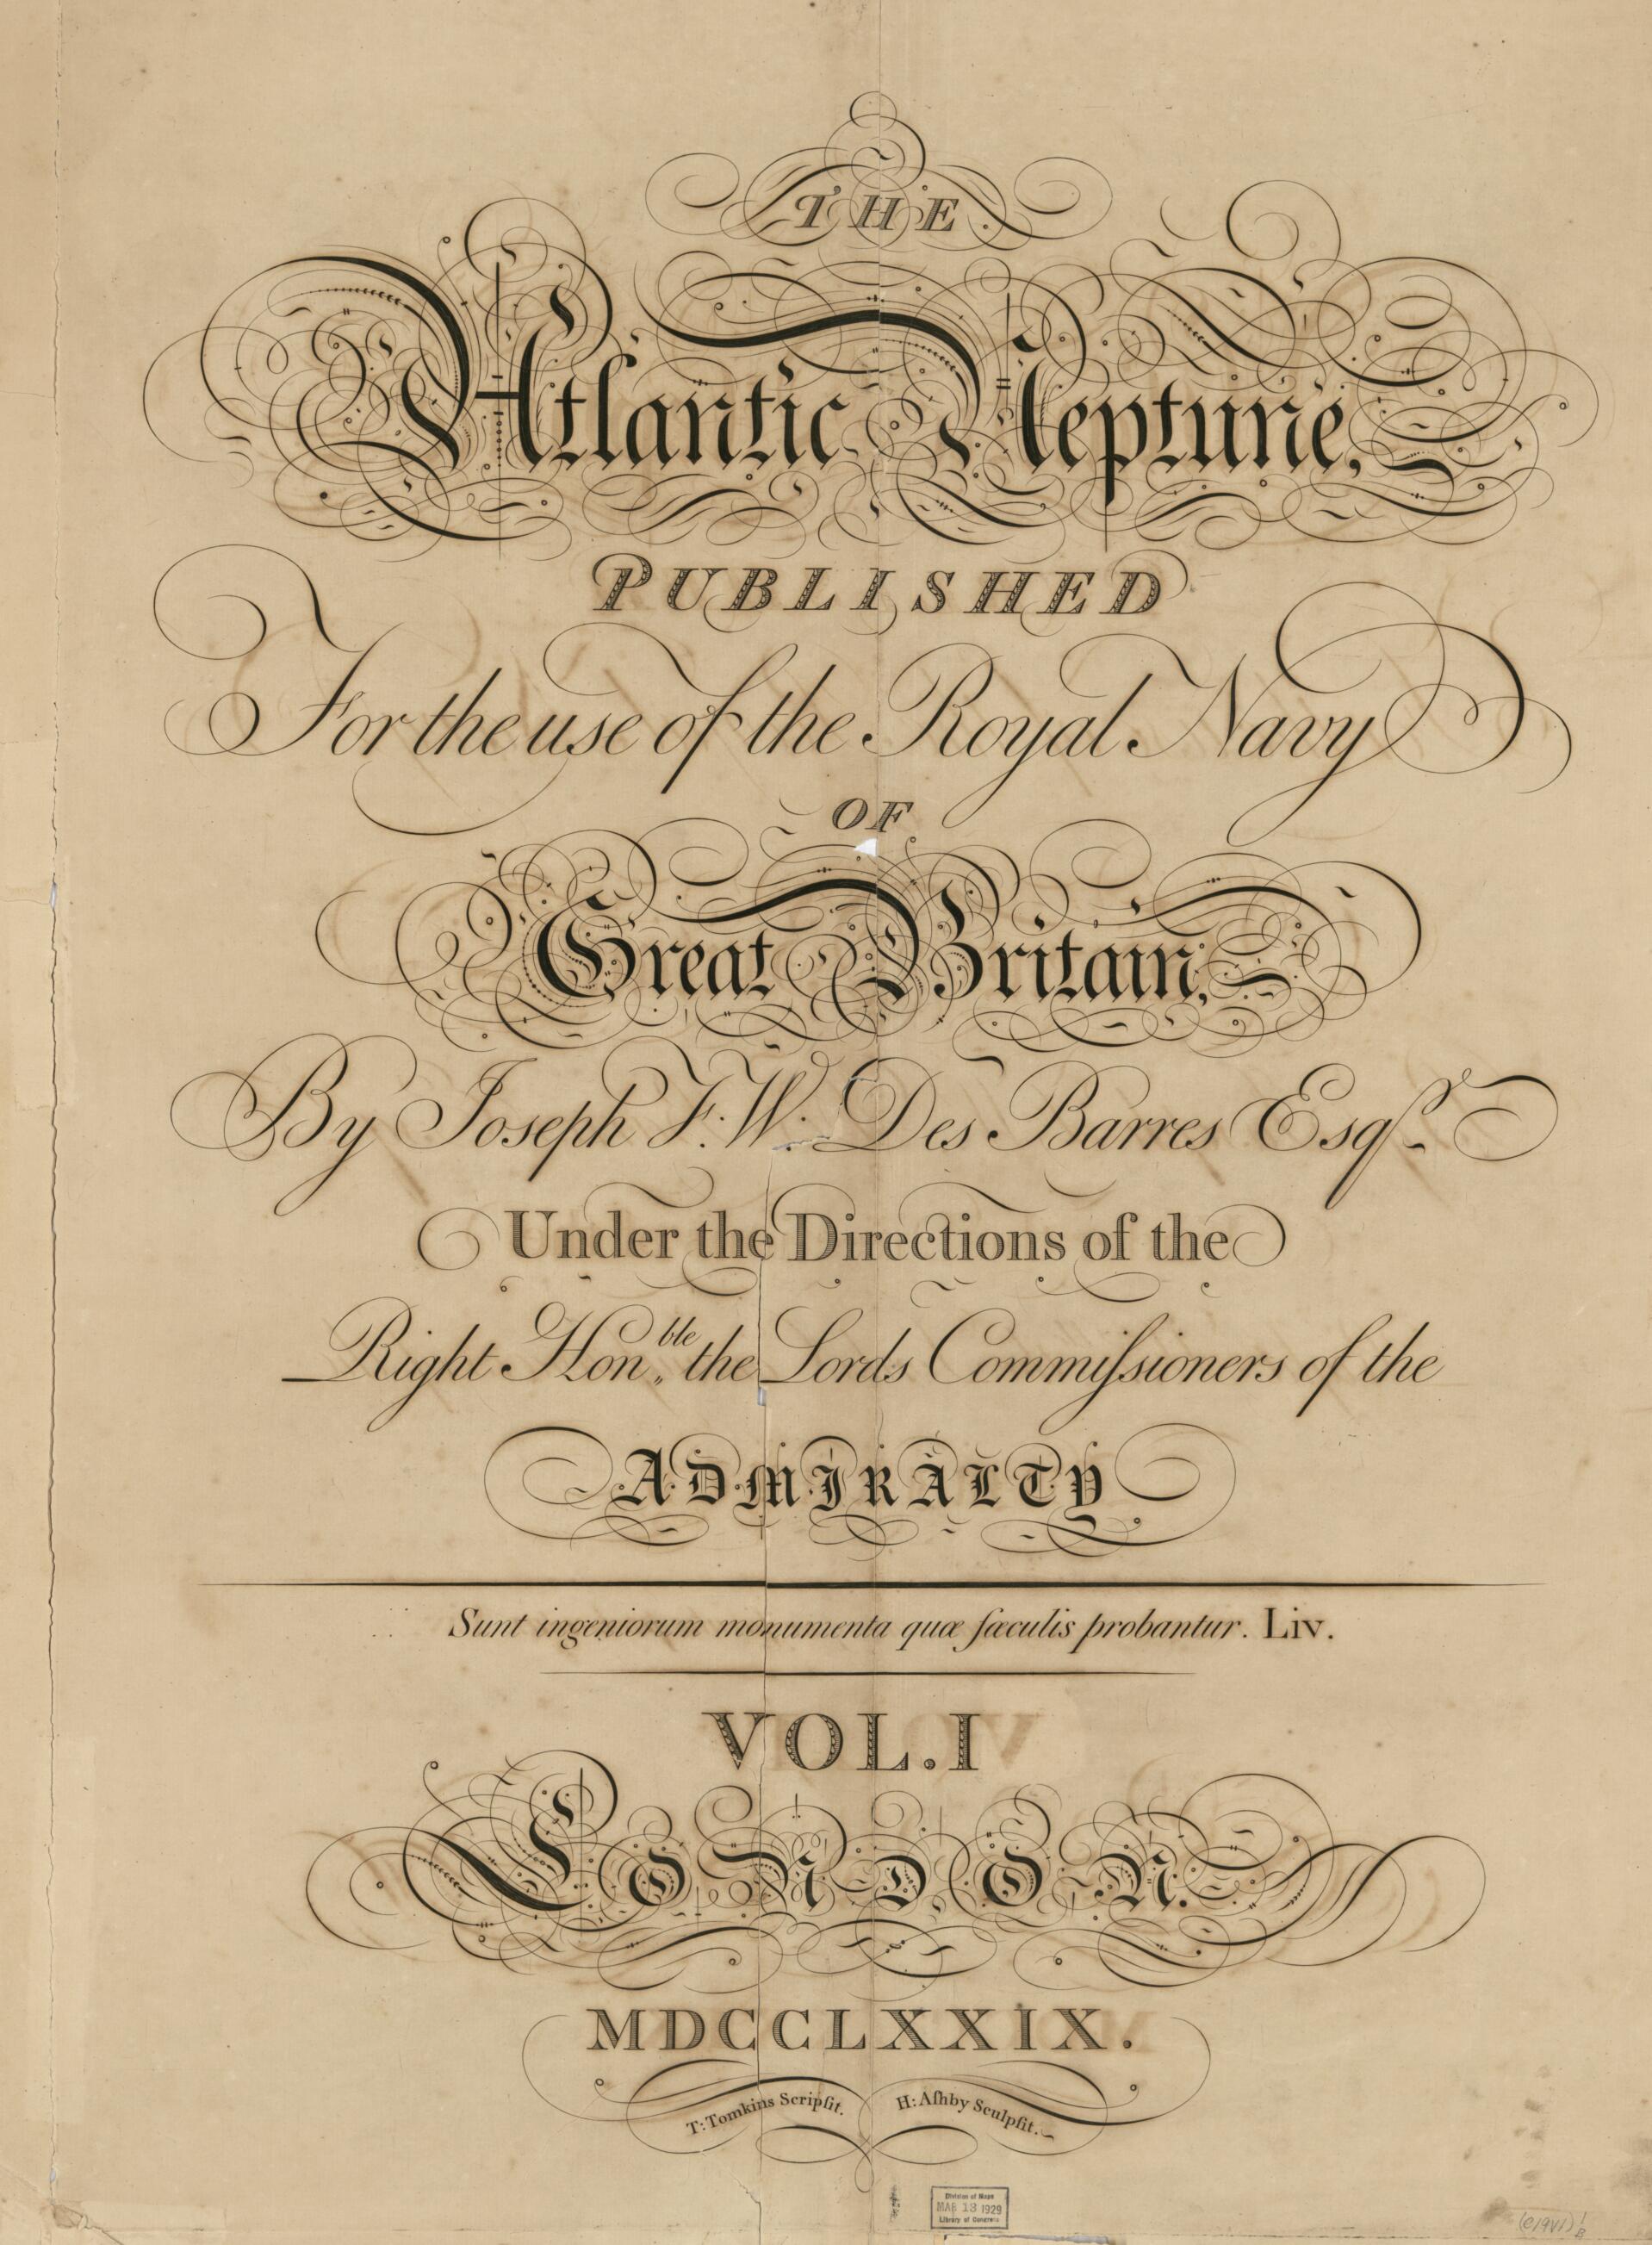 THE
Atlantic Neptune,
PUBLISHED
For the use of the Royal Navy
OF
Great Britain,
By Joseph F. W. Des Barres Esqr.
Under the Directions of the
Right Honble. the Lords Commiſsioners of the
ADMIRALTY
Sunt ingeniorum monumenta quæ ſæculis probantur. Liv.
VOL. I
LONDON.
MDCCLXXIX.
T: Tomkins Scripſit. H: Aſhby Sculpſit.
Division of Maps
MAR 13 1929
Library of Congress